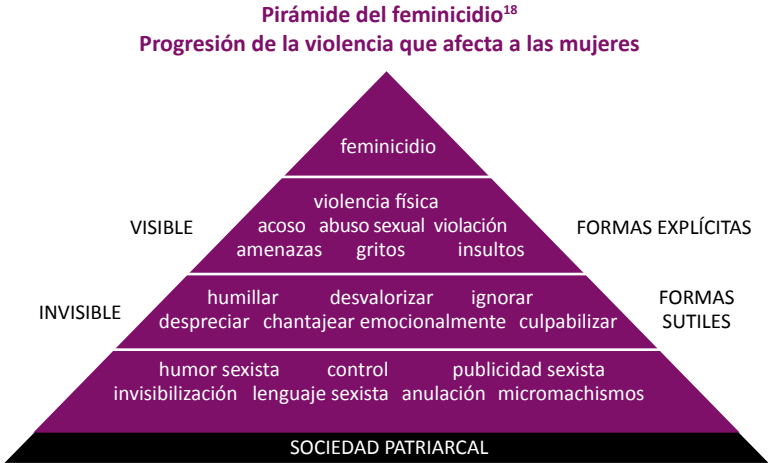 Pirámide del feminicidio18
Progresión de la violencia que afecta a las mujeres
feminicidio
violencia física
VISIBLE
acoso abuso sexual violación
FORMAS EXPLÍCITAS
amenazas gritos insultos
INVISIBLE
humillar desvalorizar ignorar
FORMAS
despreciar chantajear emocionalmente culpabilizar
SUTILES
humor sexista control publicidad sexista
invisibilización lenguaje sexista anulación micromachismos
SOCIEDAD PATRIARCAL